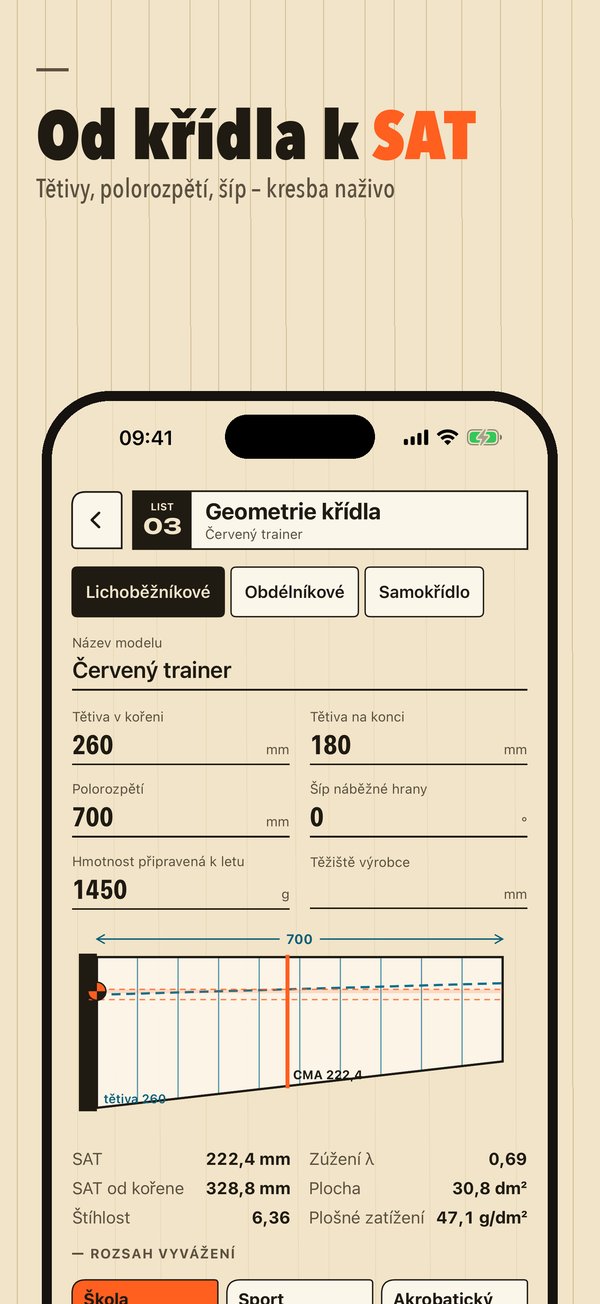 Od křídla k SAT
Tětivy, polorozpětí, šíp – kresba naživo
09:41
LIST
03
Geometrie křídla
Červený trainer
Lichoběžníkové
Obdélníkové
Samokřídlo
Název modelu
Červený trainer
Tětiva v kořeni
Tětiva na konci
260 mm
180 mm
Polorozpětí
Šíp náběžné hrany
700 mm
0 °
Hmotnost připravená k letu
Těžiště výrobce
1450 g
mm
700
CMA 222,4
tětiva 260
SAT 222,4 mm
Zúžení λ 0,69
SAT od kořene 328,8 mm
Plocha 30,8 dm²
Štíhlost 6,36
Plošné zatížení 47,1 g/dm²
— ROZSAH VYVÁŽENÍ
Škola
Sport
Akrobatický